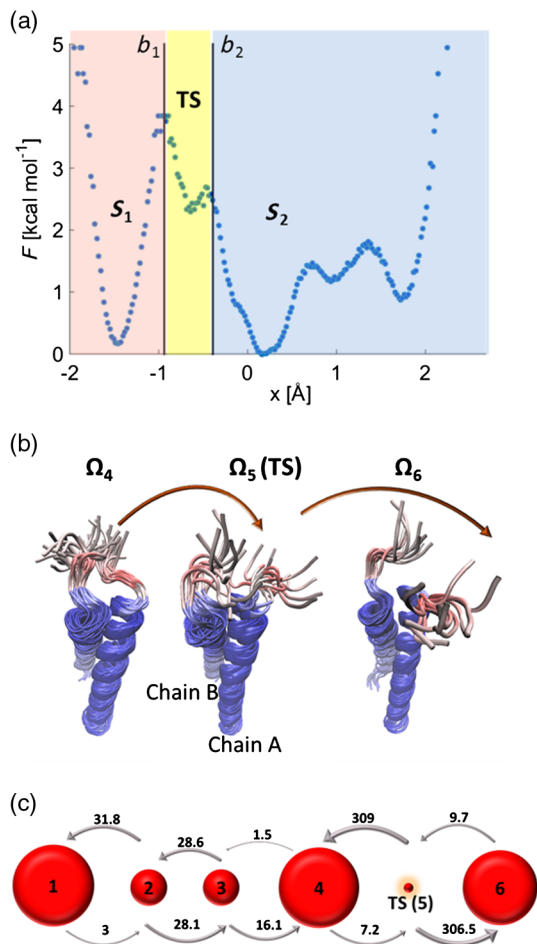 (a)
b1 b2
5
TS
4
3
S1 S2
2
1
0
F [kcal mol-1]
-2 -1 0 1 2
x [Å]
(b)
Ω4 Ω5 (TS) Ω6
Chain B
Chain A
(c)
31.8 28.6 1.5 309 9.7
1 2 3 4 TS (5) 6
3 28.1 16.1 7.2 306.5